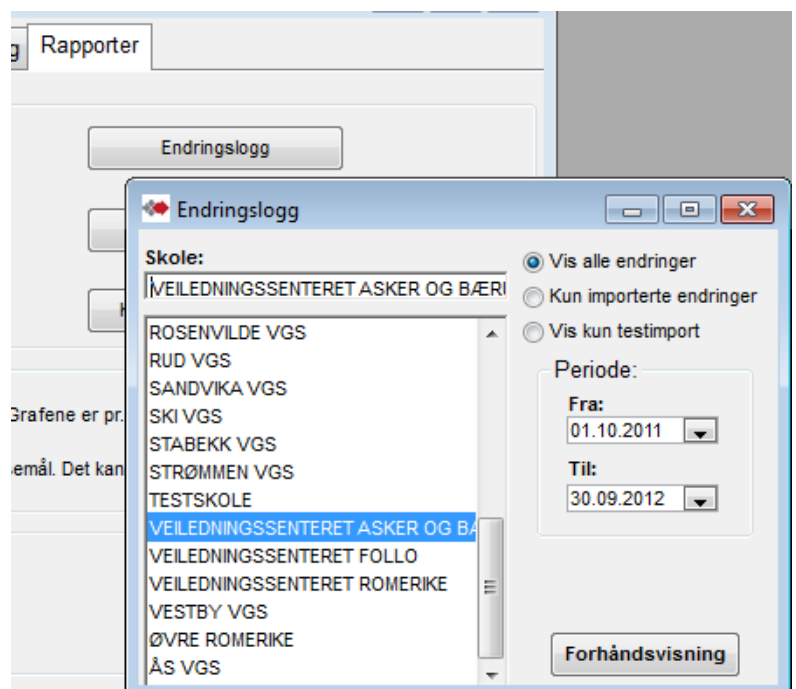 g Rapporter
Endringslogg
Endringslogg
Skole:
VEILEDNINGSSENTERET ASKER OG BÆRU
ROSENVILDE VGS
RUD VGS
SANDVIKA VGS
SKI VGS
STABEKK VGS
STRØMMEN VGS
TESTSKOLE
VEILEDNINGSSENTERET ASKER OG BÆ
VEILEDNINGSSENTERET FOLLO
VEILEDNINGSSENTERET ROMERIKE
VESTBY VGS
ØVRE ROMERIKE
ÅS VGS
Vis alle endringer
Kun importerte endringer
Vis kun testimport
Periode:
Fra:
01.10.2011
Til:
30.09.2012
Forhåndsvisning
Grafene er pr.
emål. Det kan